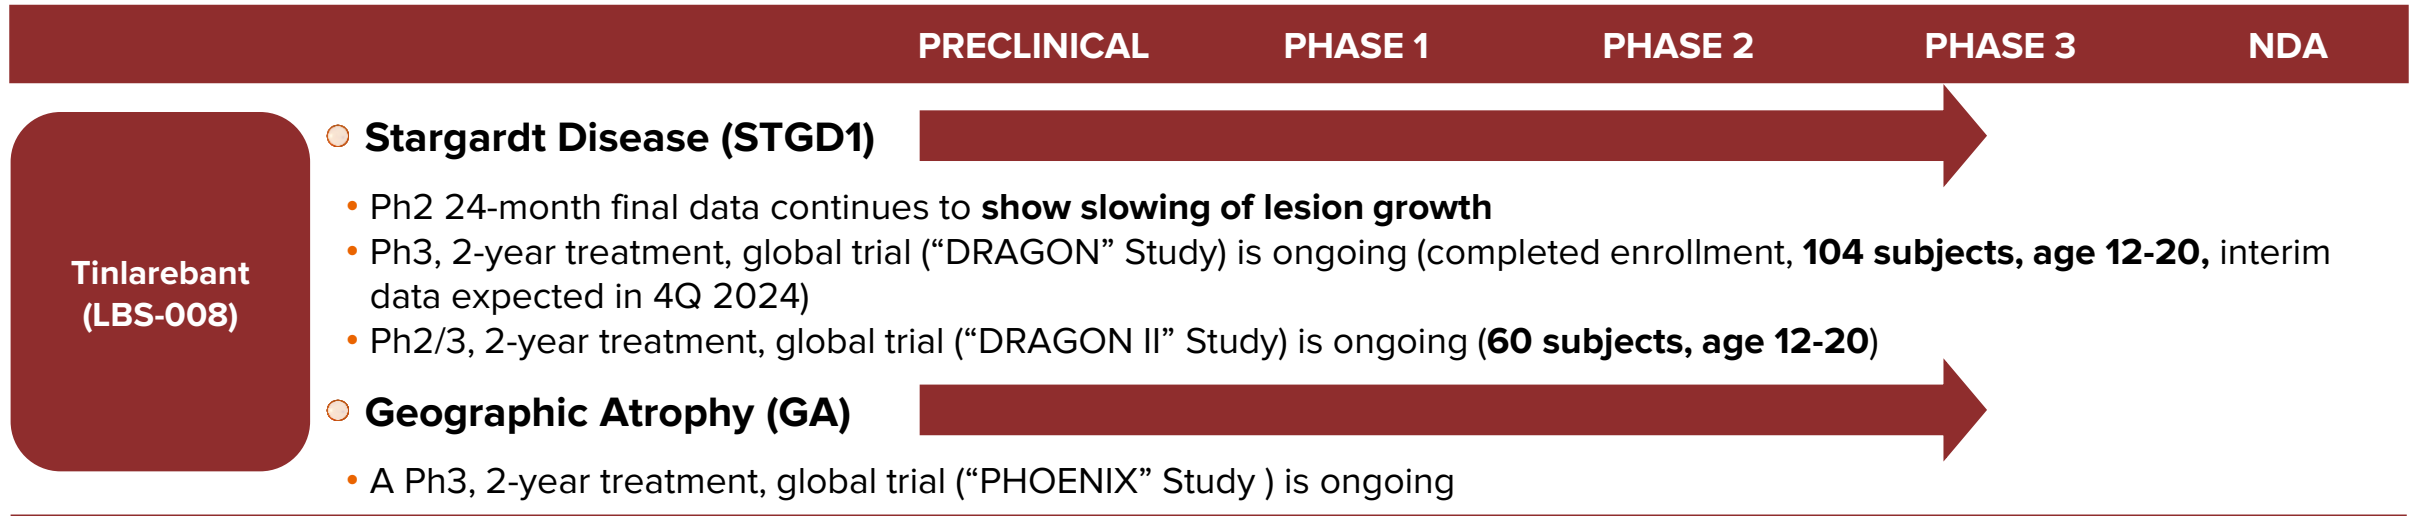 PRECLINICAL PHASE 1 PHASE 2 PHASE 3 NDA
Tinlarebant
(LBS-008)
Stargardt Disease (STGD1)
• Ph2 24-month final data continues to show slowing of lesion growth
• Ph3, 2-year treatment, global trial (“DRAGON” Study) is ongoing (completed enrollment, 104 subjects, age 12-20, interim
data expected in 4Q 2024)
• Ph2/3, 2-year treatment, global trial (“DRAGON II” Study) is ongoing (60 subjects, age 12-20)
Geographic Atrophy (GA)
• A Ph3, 2-year treatment, global trial (“PHOENIX” Study ) is ongoing